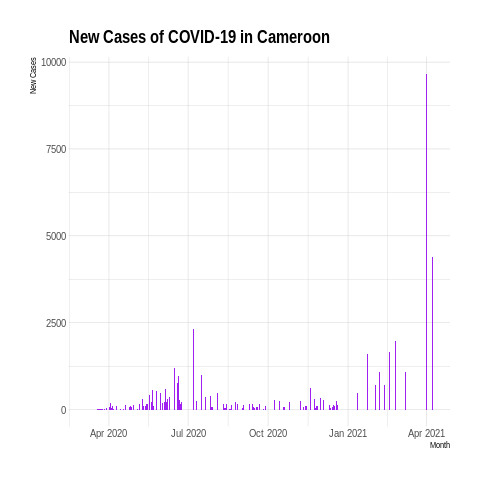 New Cases of COVID-19 in Cameroon
New Cases
10000
7500
5000
2500
0
Apr 2020 Jul 2020 Oct 2020 Jan 2021 Apr 2021
Month